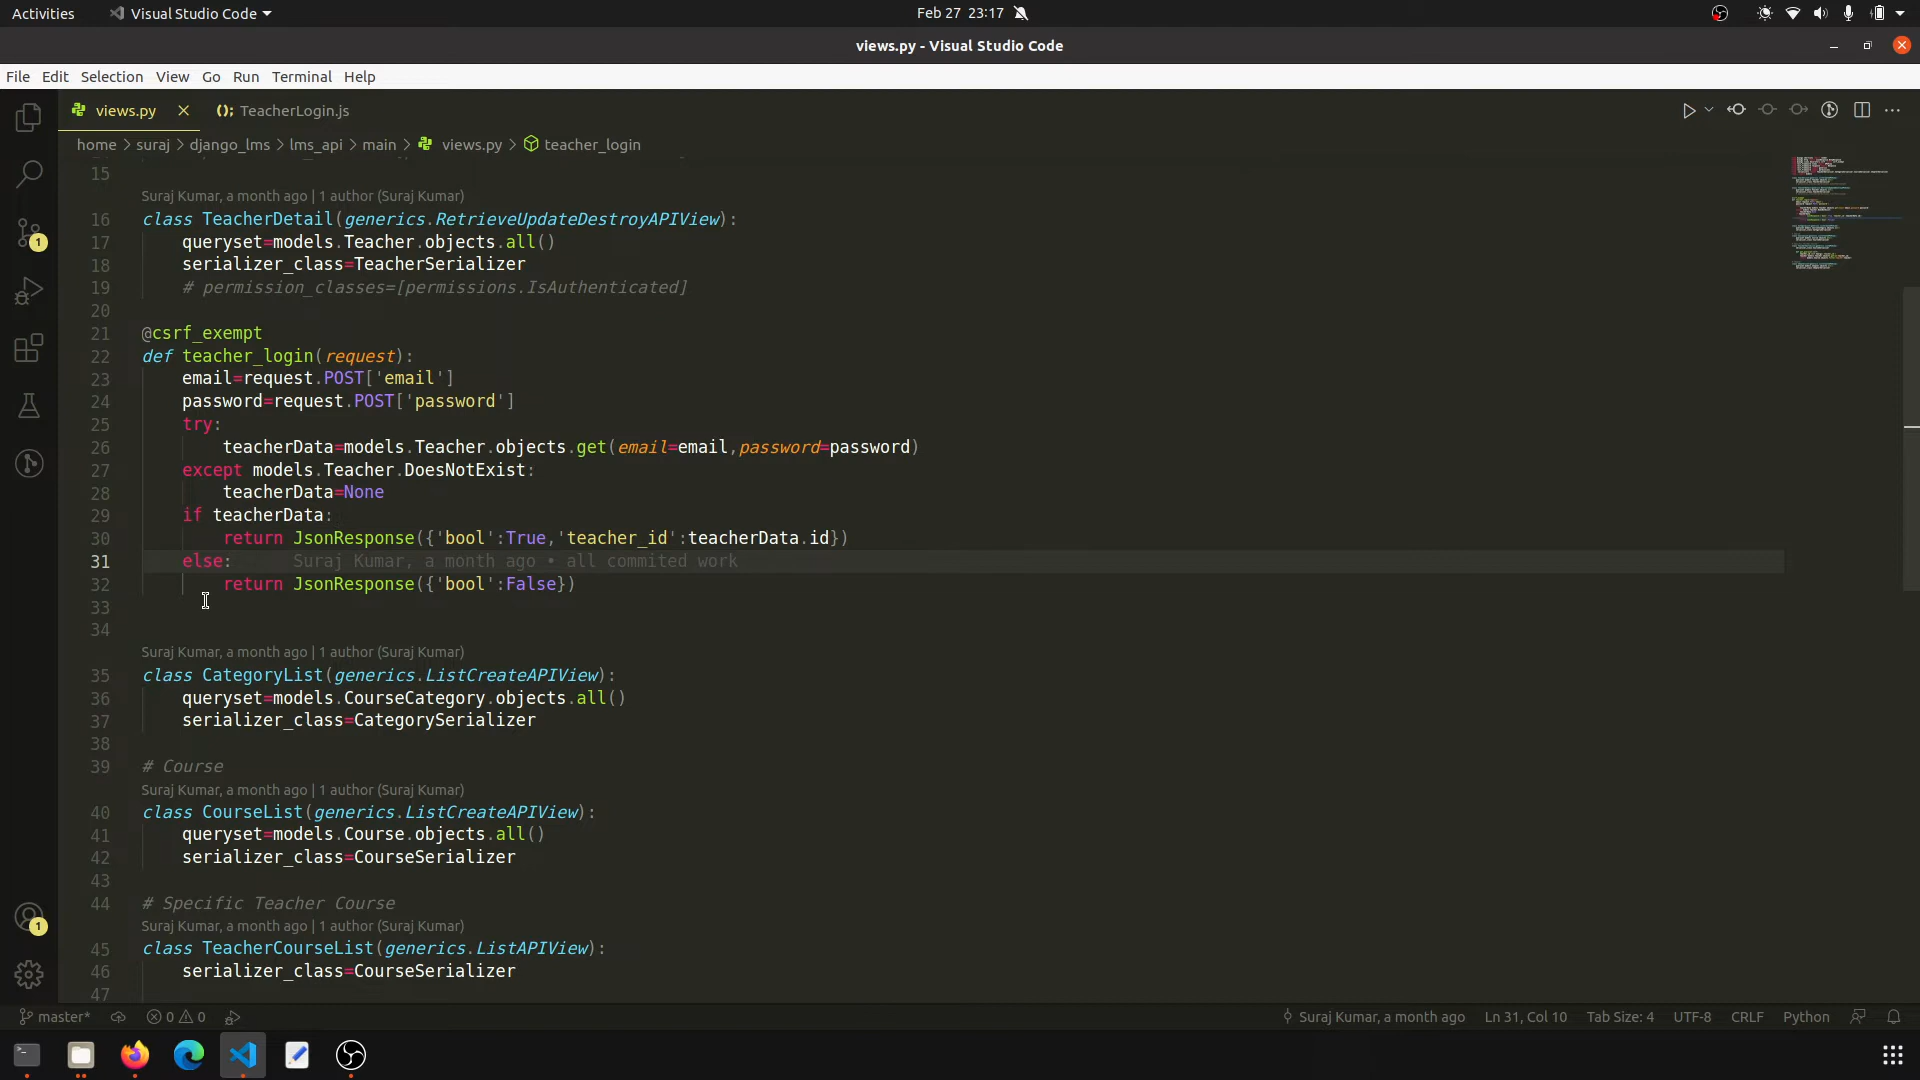 Activities
Visual Studio Code
Feb 27 23:17
views.py - Visual Studio Code
File Edit Selection View Go Run Terminal Help
views.py
TeacherLogin.js
home > suraj > django_lms > lms_api > main > views.py > teacher_login
15
Suraj Kumar, a month ago | 1 author (Suraj Kumar)
16 class TeacherDetail(generics.RetrieveUpdateDestroyAPIView):
17     queryset=models.Teacher.objects.all()
18     serializer_class=TeacherSerializer
19     # permission_classes=[permissions.IsAuthenticated]
20
21 @csrf_exempt
22 def teacher_login(request):
23     email=request.POST['email']
24     password=request.POST['password']
25     try:
26         teacherData=models.Teacher.objects.get(email=email,password=password)
27     except models.Teacher.DoesNotExist:
28         teacherData=None
29     if teacherData:
30         return JsonResponse({'bool':True,'teacher_id':teacherData.id})
31     else: Suraj Kumar, a month ago • all commited work
32         return JsonResponse({'bool':False})
33
34
Suraj Kumar, a month ago | 1 author (Suraj Kumar)
35 class CategoryList(generics.ListCreateAPIView):
36     queryset=models.CourseCategory.objects.all()
37     serializer_class=CategorySerializer
38
39 # Course
Suraj Kumar, a month ago | 1 author (Suraj Kumar)
40 class CourseList(generics.ListCreateAPIView):
41     queryset=models.Course.objects.all()
42     serializer_class=CourseSerializer
43
44 # Specific Teacher Course
Suraj Kumar, a month ago | 1 author (Suraj Kumar)
45 class TeacherCourseList(generics.ListAPIView):
46     serializer_class=CourseSerializer
47
1
1
master* 0 0
Suraj Kumar, a month ago Ln 31, Col 10 Tab Size: 4 UTF-8 CRLF Python